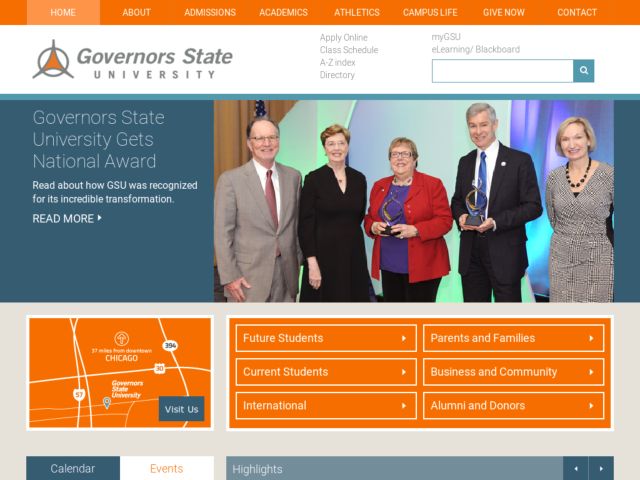 HOME ABOUT ADMISSIONS ACADEMICS ATHLETICS CAMPUS LIFE GIVE NOW CONTACT
Governors State
UNIVERSITY
Apply Online
Class Schedule
A-Z index
Directory
myGSU
eLearning/ Blackboard
Governors State
University Gets
National Award
Read about how GSU was recognized
for its incredible transformation.
READ MORE
37 miles from downtown
CHICAGO
394
30
57
Governors
State
University
Visit Us
Future Students
Parents and Families
Current Students
Business and Community
International
Alumni and Donors
Calendar
Events
Highlights